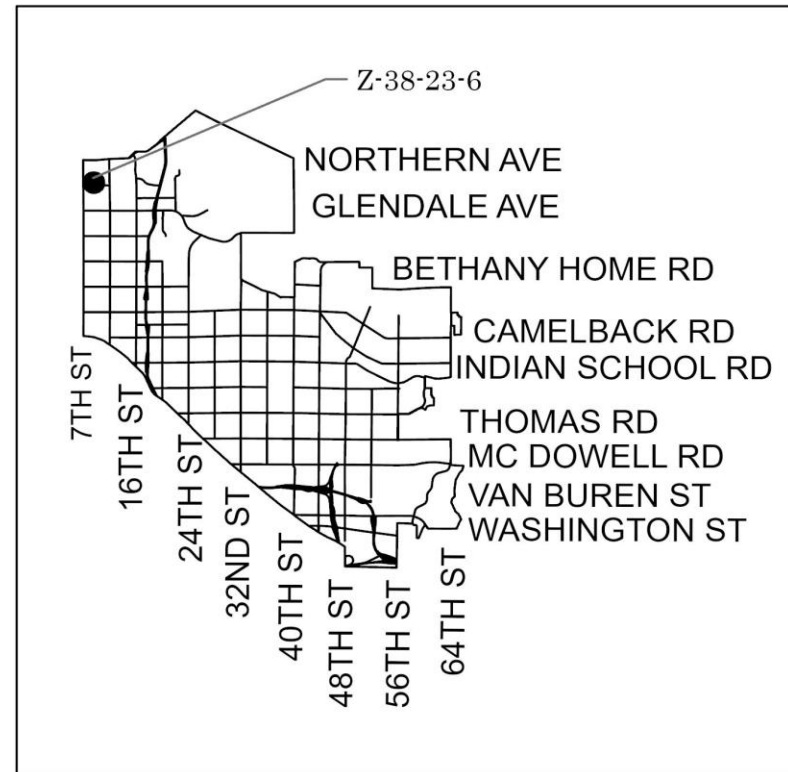 Z-38-23-6
NORTHERN AVE
GLENDALE AVE
BETHANY HOME RD
CAMELBACK RD
INDIAN SCHOOL RD
THOMAS RD
MC DOWELL RD
VAN BUREN ST
WASHINGTON ST
7TH ST
16TH ST
24TH ST
32ND ST
40TH ST
48TH ST
56TH ST
64TH ST